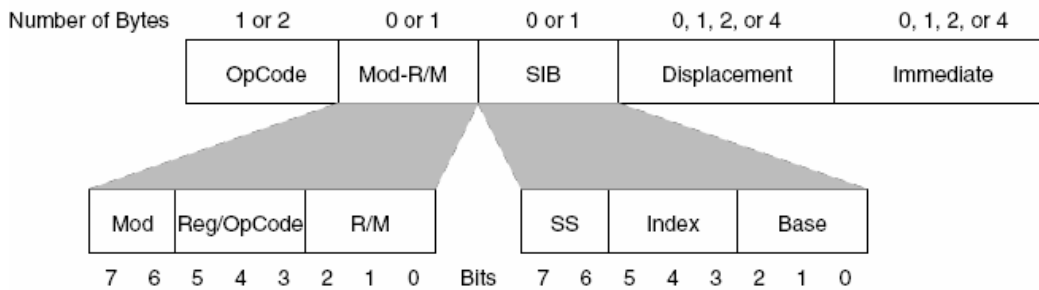 Number of Bytes 1 or 2 0 or 1 0 or 1 0, 1, 2, or 4 0, 1, 2, or 4
OpCode Mod-R/M SIB Displacement Immediate
Mod Reg/OpCode R/M SS Index Base
7 6 5 4 3 2 1 0 Bits 7 6 5 4 3 2 1 0